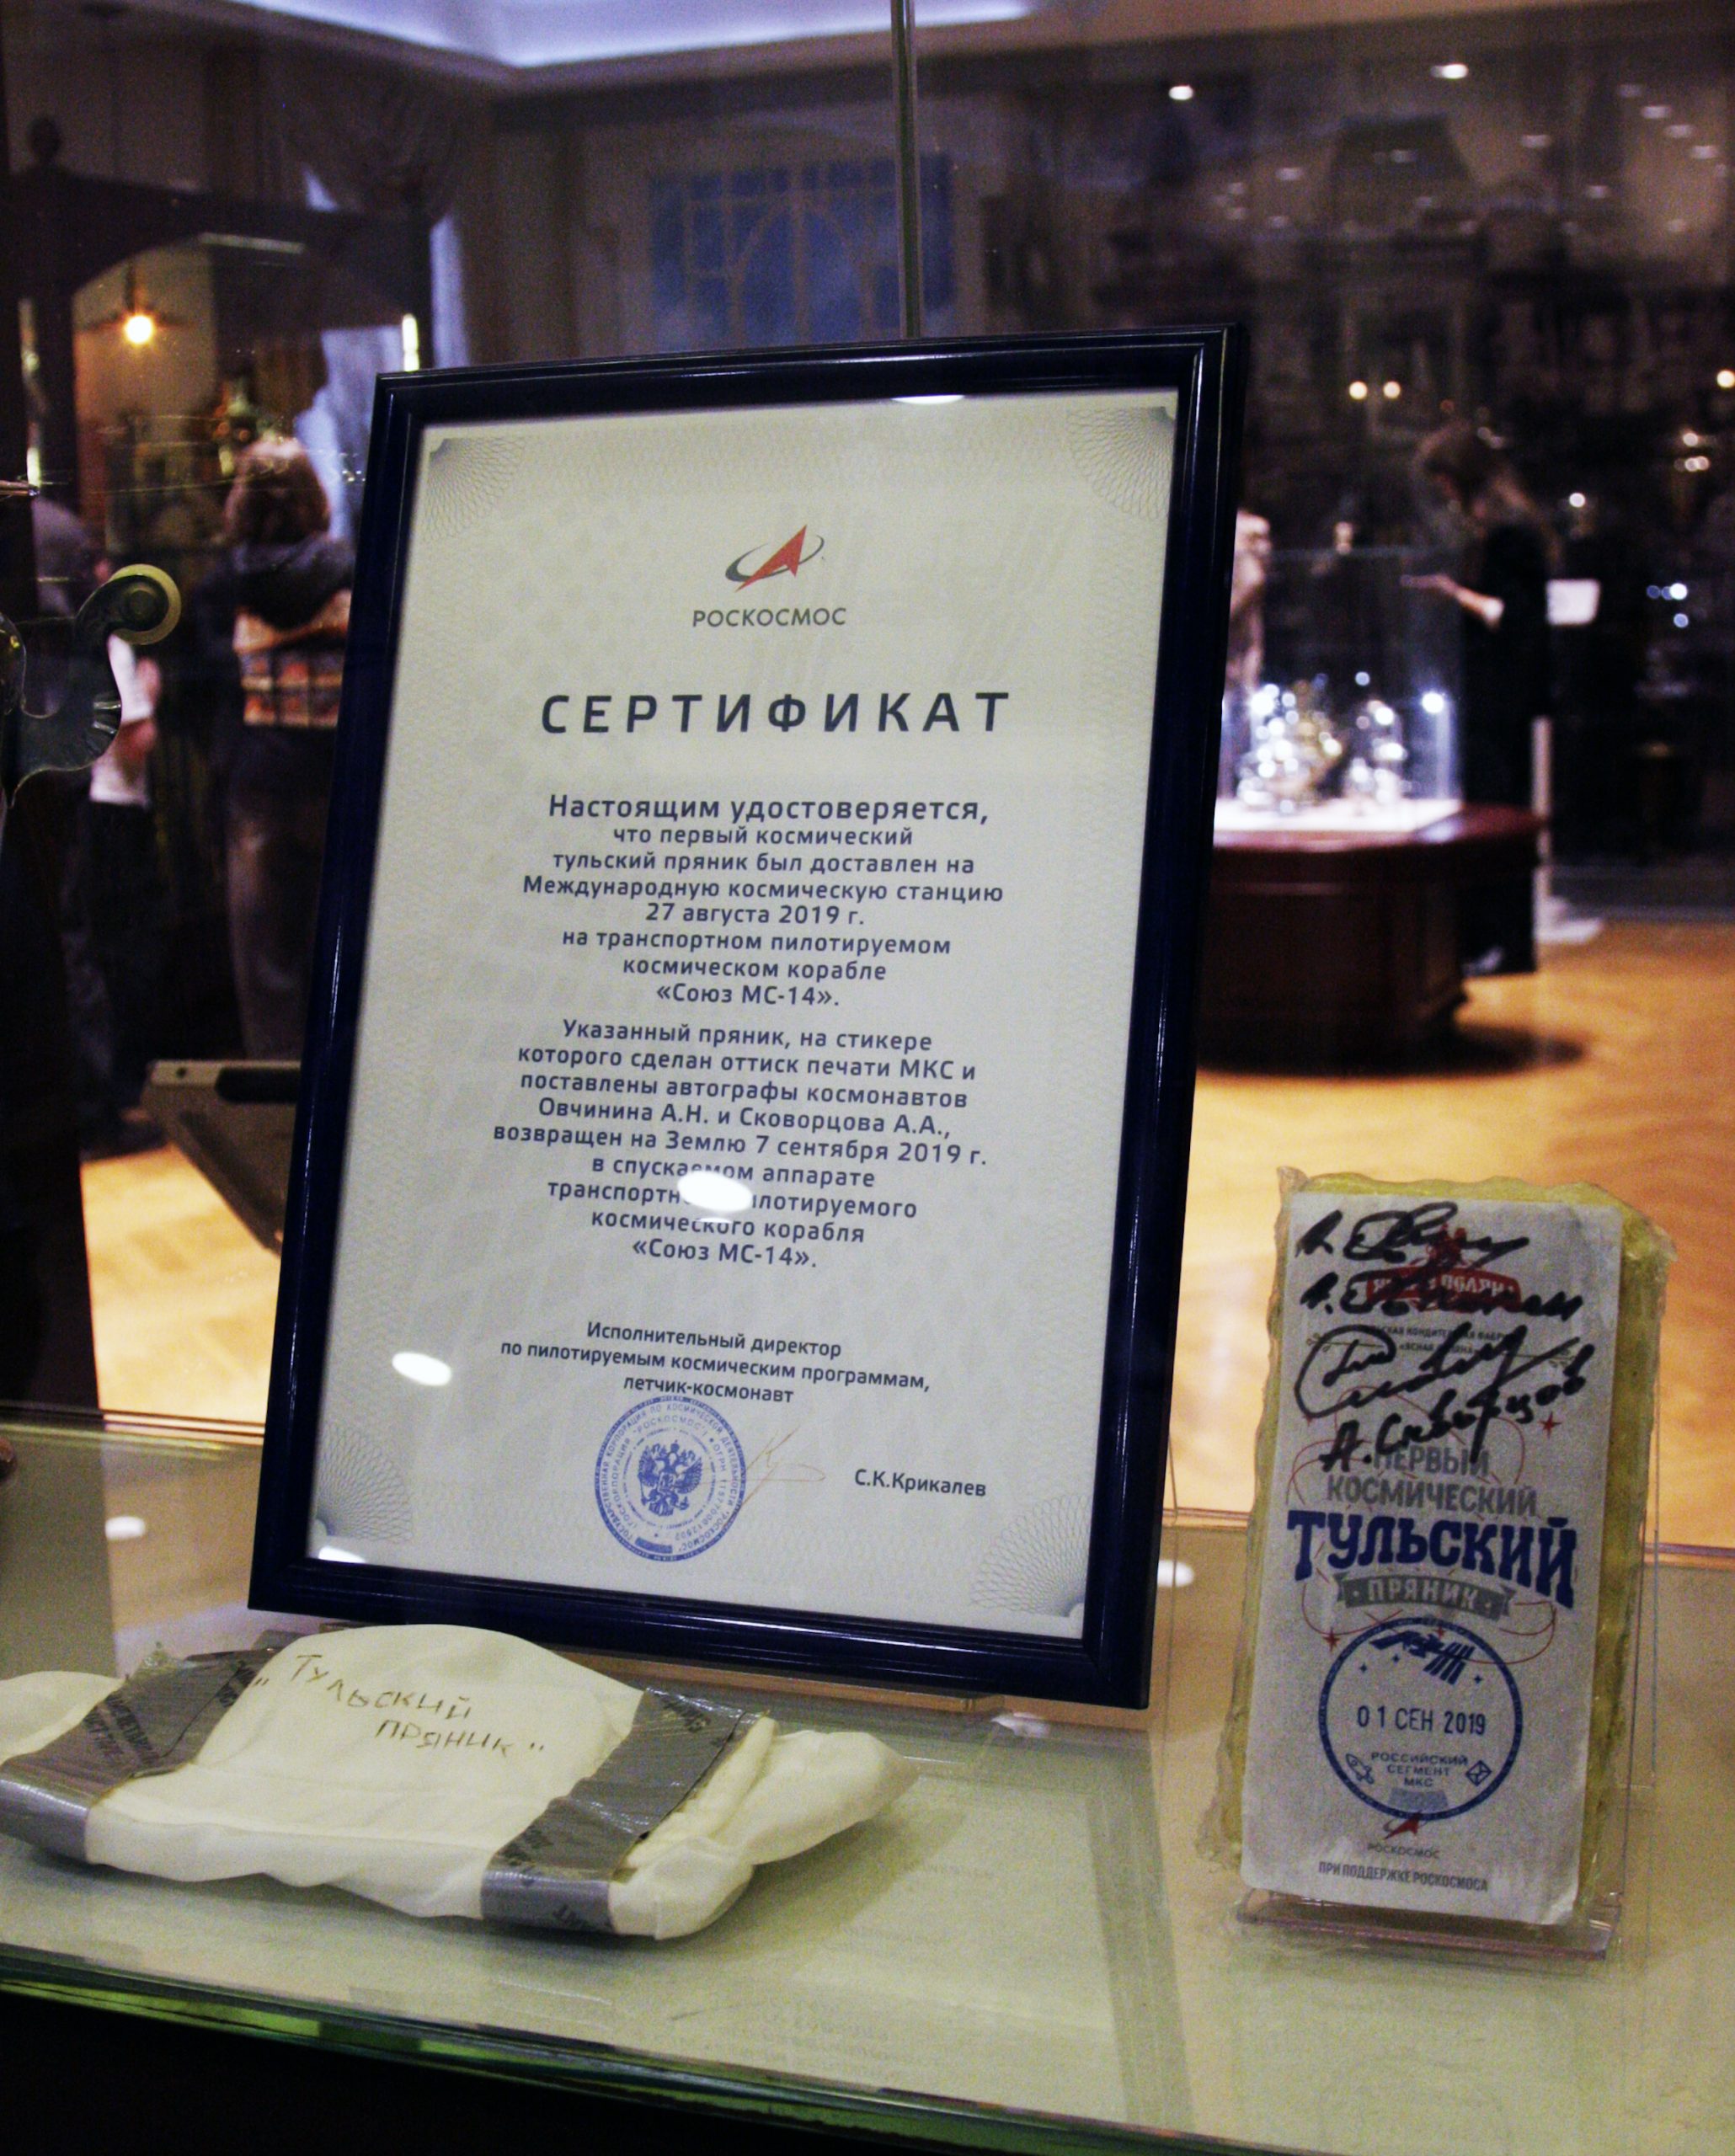 РОСКОСМОС
СЕРТИФИКАТ
Настоящим удостоверяется,
что первый космический
тульский пряник был доставлен на
Международную космическую станцию
27 августа 2019 г.
на транспортном пилотируемом
космическом корабле
«Союз МС-14».
Указанный пряник, на стикере
которого сделан оттиск печати МКС и
поставлены автографы космонавтов
Овчинина А.Н. и Сковорцова А.А.,
возвращен на Землю 7 сентября 2019 г.
в спускаемом аппарате
космического корабля
«Союз МС-14».
Исполнительный директор
по пилотируемым космическим программам,
летчик-космонавт
С.К.Крикалев
"Тульский
пряник"
А.Скворцов
ПЕРВЫЙ
КОСМИЧЕСКИЙ
ТУЛЬСКИЙ
ПРЯНИК
01 СЕН 2019
РОССИЙСКИЙ
СЕГМЕНТ
МКС
РОСКОСМОС
ПРИ ПОДДЕРЖКЕ РОСКОСМОСА